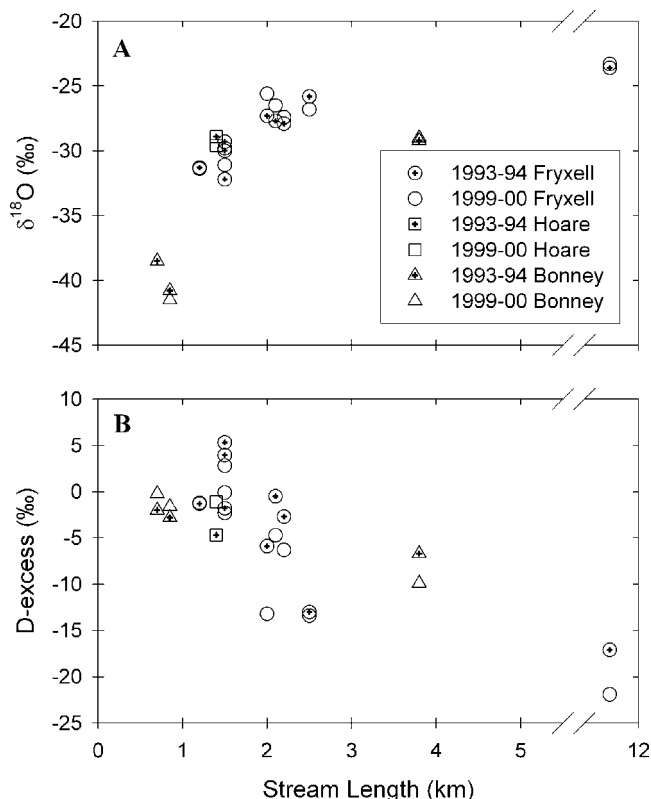 A
-20
-25
-30
-35
-40
-45
δ18O (‰)
1993-94 Fryxell
1999-00 Fryxell
1993-94 Hoare
1999-00 Hoare
1993-94 Bonney
1999-00 Bonney
B
10
5
0
-5
-10
-15
-20
-25
D-excess (‰)
0 1 2 3 4 5 12
Stream Length (km)